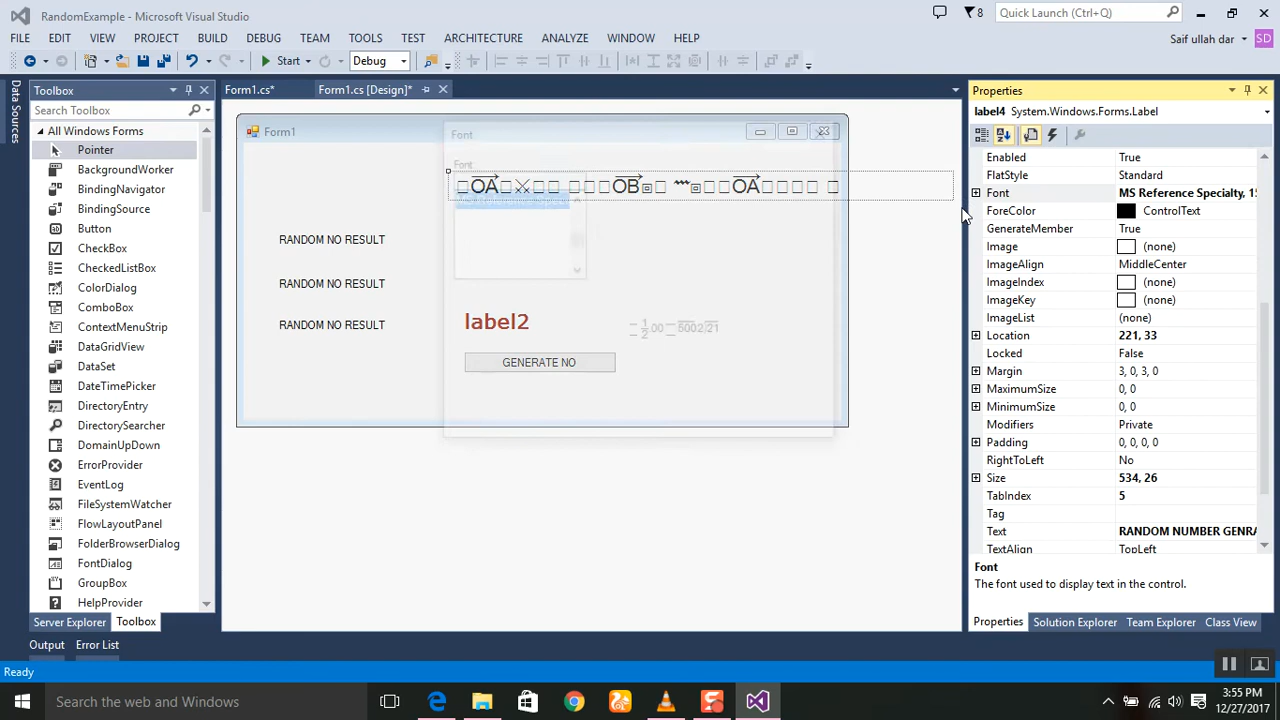 RandomExample - Microsoft Visual Studio
8
Quick Launch (Ctrl+Q)
FILE EDIT VIEW PROJECT BUILD DEBUG TEAM TOOLS TEST ARCHITECTURE ANALYZE WINDOW HELP
Saif ullah dar
SD
Start
Debug
Data Sources
Toolbox
Search Toolbox
All Windows Forms
Pointer
BackgroundWorker
BindingNavigator
BindingSource
Button
CheckBox
CheckedListBox
ColorDialog
ComboBox
ContextMenuStrip
DataGridView
DataSet
DateTimePicker
DirectoryEntry
DirectorySearcher
DomainUpDown
ErrorProvider
EventLog
FileSystemWatcher
FlowLayoutPanel
FolderBrowserDialog
FontDialog
GroupBox
HelpProvider
Server Explorer Toolbox
Form1.cs* Form1.cs [Design]*
Form1
Font
Font:
RANDOM NO RESULT
RANDOM NO RESULT
RANDOM NO RESULT
label2
GENERATE NO
Properties
label4 System.Windows.Forms.Label
Enabled True
FlatStyle Standard
Font MS Reference Specialty, 15
ForeColor ControlText
GenerateMember True
Image (none)
ImageAlign MiddleCenter
ImageIndex (none)
ImageKey (none)
ImageList (none)
Location 221, 33
Locked False
Margin 3, 0, 3, 0
MaximumSize 0, 0
MinimumSize 0, 0
Modifiers Private
Padding 0, 0, 0, 0
RightToLeft No
Size 534, 26
TabIndex 5
Tag
Text RANDOM NUMBER GENRA
TextAlign TopLeft
Font
The font used to display text in the control.
Properties Solution Explorer Team Explorer Class View
Output Error List
Ready
Search the web and Windows
3:55 PM
12/27/2017